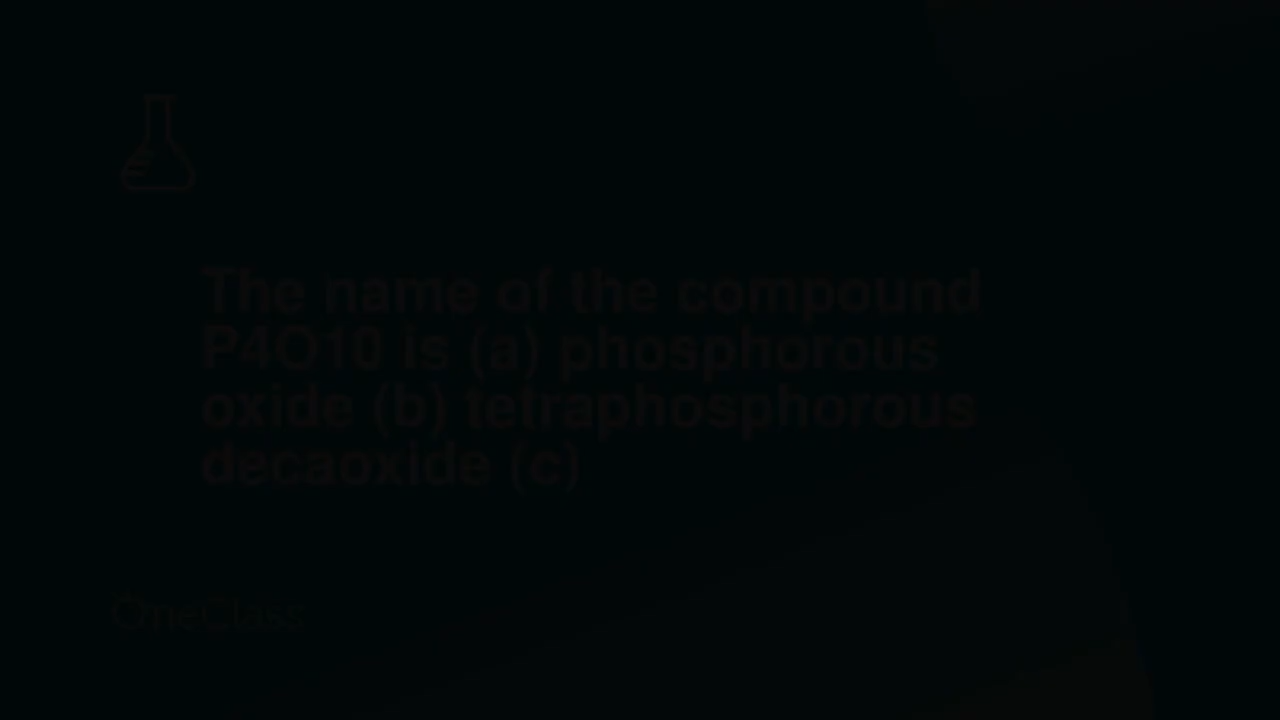 The name of the compound
P4O10 is (a) phosphorous
oxide (b) tetraphosphorous
decaoxide (c)
OneClass